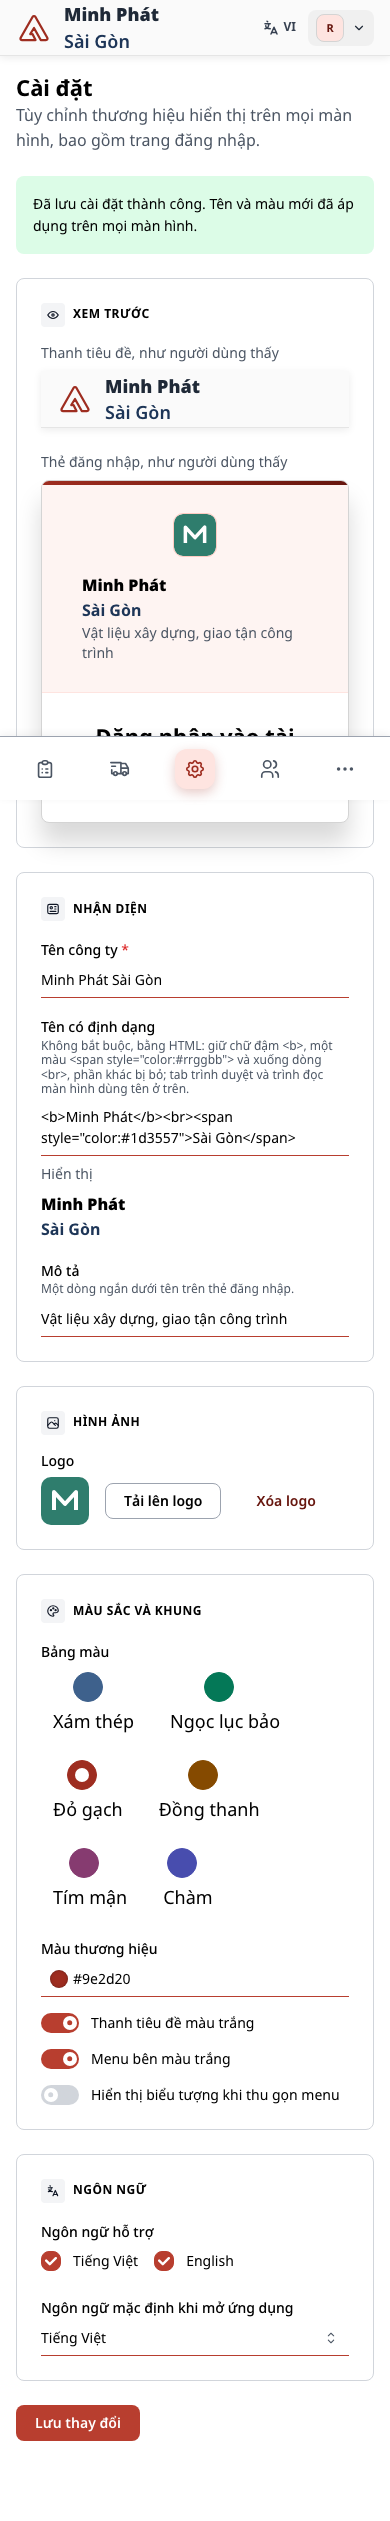 Minh Phát
Sài Gòn
VI
R
Cài đặt
Tùy chỉnh thương hiệu hiển thị trên mọi màn
hình, bao gồm trang đăng nhập.
Đã lưu cài đặt thành công. Tên và màu mới đã áp
dụng trên mọi màn hình.
XEM TRƯỚC
Thanh tiêu đề, như người dùng thấy
Minh Phát
Sài Gòn
Thẻ đăng nhập, như người dùng thấy
M
Minh Phát
Sài Gòn
Vật liệu xây dựng, giao tận công
trình
Đăng nhập vào tài
NHẬN DIỆN
Tên công ty *
Minh Phát Sài Gòn
Tên có định dạng
Không bắt buộc, bằng HTML: giữ chữ đậm <b>, một
màu <span style="color:#rrggbb"> và xuống dòng
<br>, phần khác bị bỏ; tab trình duyệt và trình đọc
màn hình dùng tên ở trên.
<b>Minh Phát</b><br><span
style="color:#1d3557">Sài Gòn</span>
Hiển thị
Minh Phát
Sài Gòn
Mô tả
Một dòng ngắn dưới tên trên thẻ đăng nhập.
Vật liệu xây dựng, giao tận công trình
HÌNH ẢNH
Logo
M
Tải lên logo
Xóa logo
MÀU SẮC VÀ KHUNG
Bảng màu
Xám thép
Ngọc lục bảo
Đỏ gạch
Đồng thanh
Tím mận
Chàm
Màu thương hiệu
#9e2d20
Thanh tiêu đề màu trắng
Menu bên màu trắng
Hiển thị biểu tượng khi thu gọn menu
NGÔN NGỮ
Ngôn ngữ hỗ trợ
Tiếng Việt
English
Ngôn ngữ mặc định khi mở ứng dụng
Tiếng Việt
Lưu thay đổi